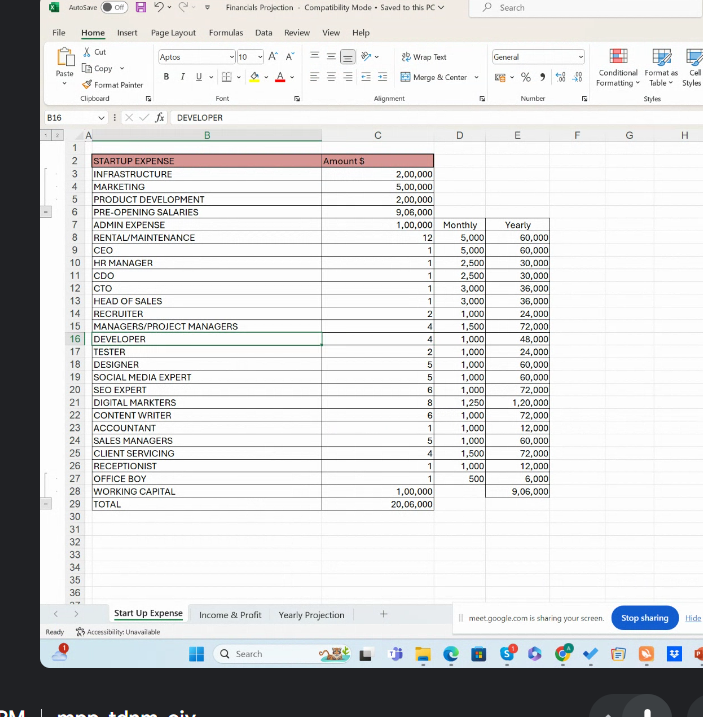 AutoSave Off Financials Projection - Compatibility Mode • Saved to this PC Search
File Home Insert Page Layout Formulas Data Review View Help
Paste Cut Copy Format Painter Aptos 10 A A B I U A Wrap Text Merge & Center General % Conditional Formatting Format as Table Cell Styles
Clipboard Font Alignment Number Styles
B16 fx DEVELOPER
1 2 A B C D E F G H
1
2 STARTUP EXPENSE Amount $
3 INFRASTRUCTURE 2,00,000
4 MARKETING 5,00,000
5 PRODUCT DEVELOPMENT 2,00,000
6 PRE-OPENING SALARIES 9,06,000
7 ADMIN EXPENSE 1,00,000 Monthly Yearly
8 RENTAL/MAINTENANCE 12 5,000 60,000
9 CEO 1 5,000 60,000
10 HR MANAGER 1 2,500 30,000
11 CDO 1 2,500 30,000
12 CTO 1 3,000 36,000
13 HEAD OF SALES 1 3,000 36,000
14 RECRUITER 2 1,000 24,000
15 MANAGERS/PROJECT MANAGERS 4 1,500 72,000
16 DEVELOPER 4 1,000 48,000
17 TESTER 2 1,000 24,000
18 DESIGNER 5 1,000 60,000
19 SOCIAL MEDIA EXPERT 5 1,000 60,000
20 SEO EXPERT 6 1,000 72,000
21 DIGITAL MARKTERS 8 1,250 1,20,000
22 CONTENT WRITER 6 1,000 72,000
23 ACCOUNTANT 1 1,000 12,000
24 SALES MANAGERS 5 1,000 60,000
25 CLIENT SERVICING 4 1,500 72,000
26 RECEPTIONIST 1 1,000 12,000
27 OFFICE BOY 1 500 6,000
28 WORKING CAPITAL 1,00,000 9,06,000
29 TOTAL 20,06,000
30
31
32
33
34
35
36
Start Up Expense Income & Profit Yearly Projection + meet.google.com is sharing your screen. Stop sharing Hide
Ready Accessibility: Unavailable
1 Search